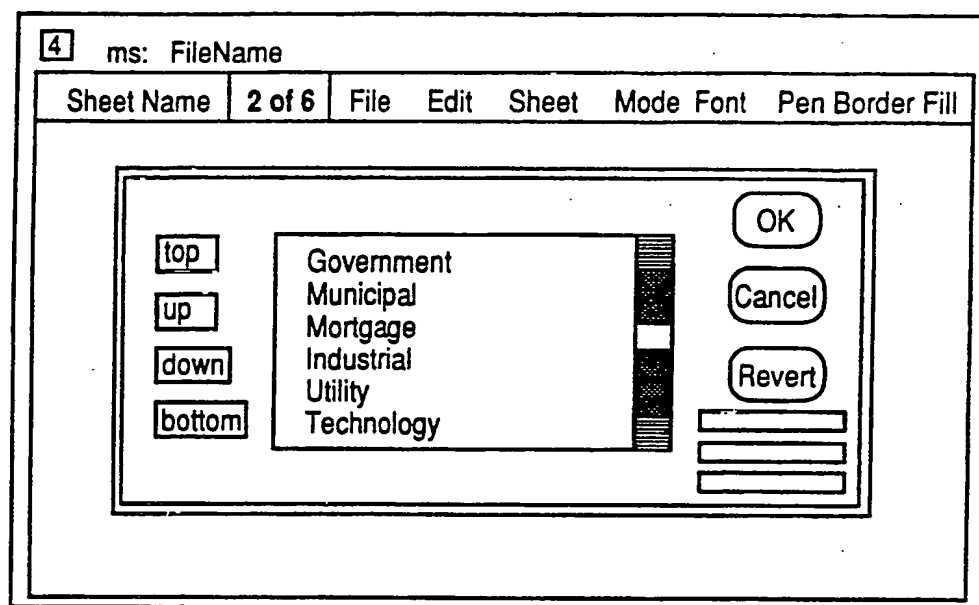 4 ms: FileName
Sheet Name 2 of 6 File Edit Sheet Mode Font Pen Border Fill
top
up
down
bottom
Government
Municipal
Mortgage
Industrial
Utility
Technology
OK
Cancel
Revert